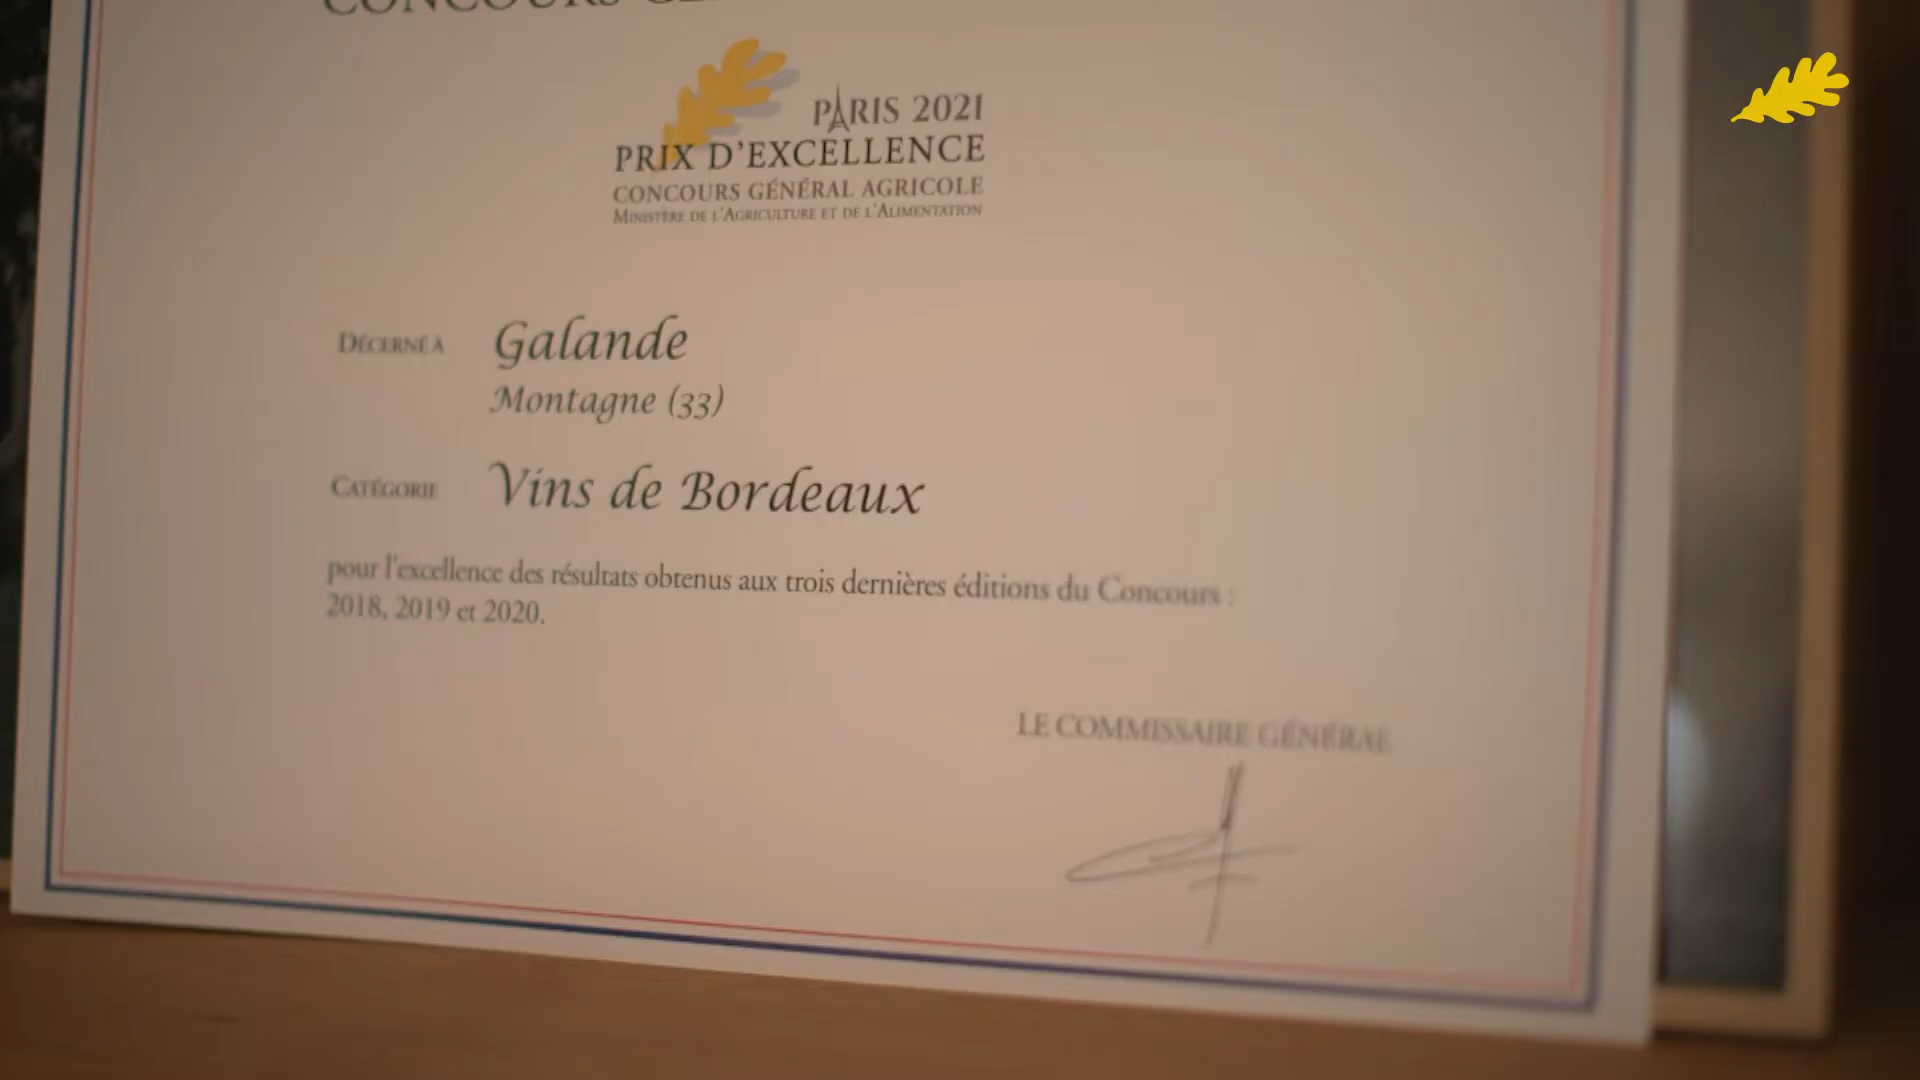 CONCOURS
PARIS 2021
PRIX D'EXCELLENCE
CONCOURS GÉNÉRAL AGRICOLE
MINISTÈRE DE L'AGRICULTURE ET DE L'ALIMENTATION
DÉCERNÉ À Galande
Montagne (33)
CATÉGORIE Vins de Bordeaux
pour l'excellence des résultats obtenus aux trois dernières éditions du Concours :
2018, 2019 et 2020.
LE COMMISSAIRE GÉNÉRAL